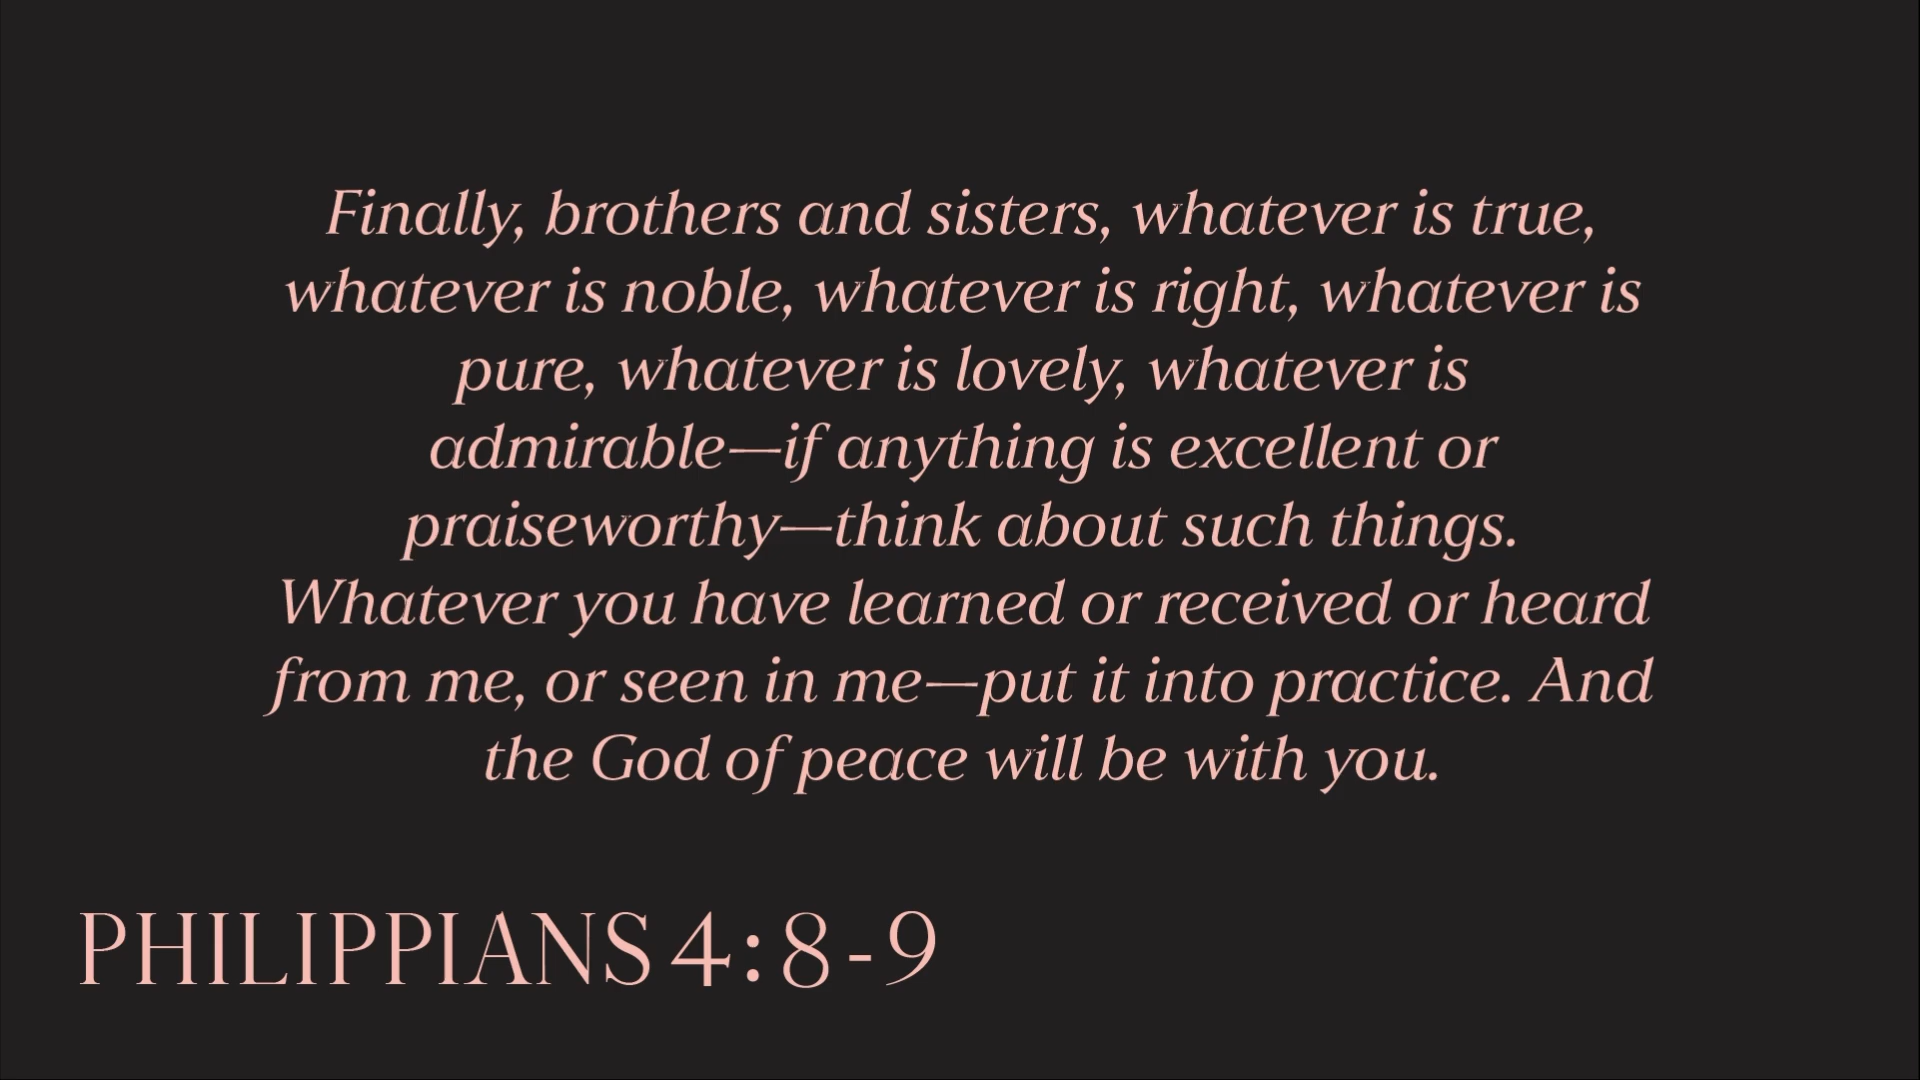 Finally, brothers and sisters, whatever is true,
whatever is noble, whatever is right, whatever is
pure, whatever is lovely, whatever is
admirable—if anything is excellent or
praiseworthy—think about such things.
Whatever you have learned or received or heard
from me, or seen in me—put it into practice. And
the God of peace will be with you.
PHILIPPIANS 4:8-9